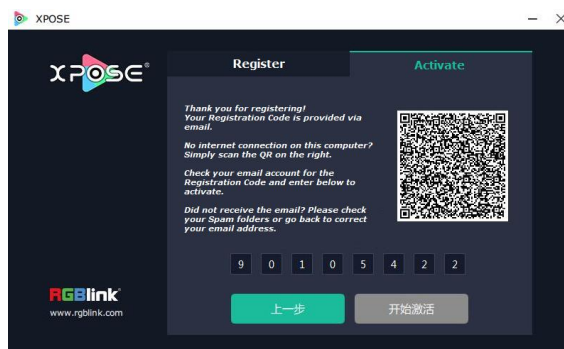 XPOSE
XPOSE®
Register
Activate
Thank you for registering!
Your Registration Code is provided via
email.
No internet connection on this computer?
Simply scan the QR on the right.
Check your email account for the
Registration Code and enter below to
activate.
Did not receive the email? Please check
your Spam folders or go back to correct
your email address.
9 0 1 0 5 4 2 2
上一步
开始激活
RGBlink®
www.rgblink.com